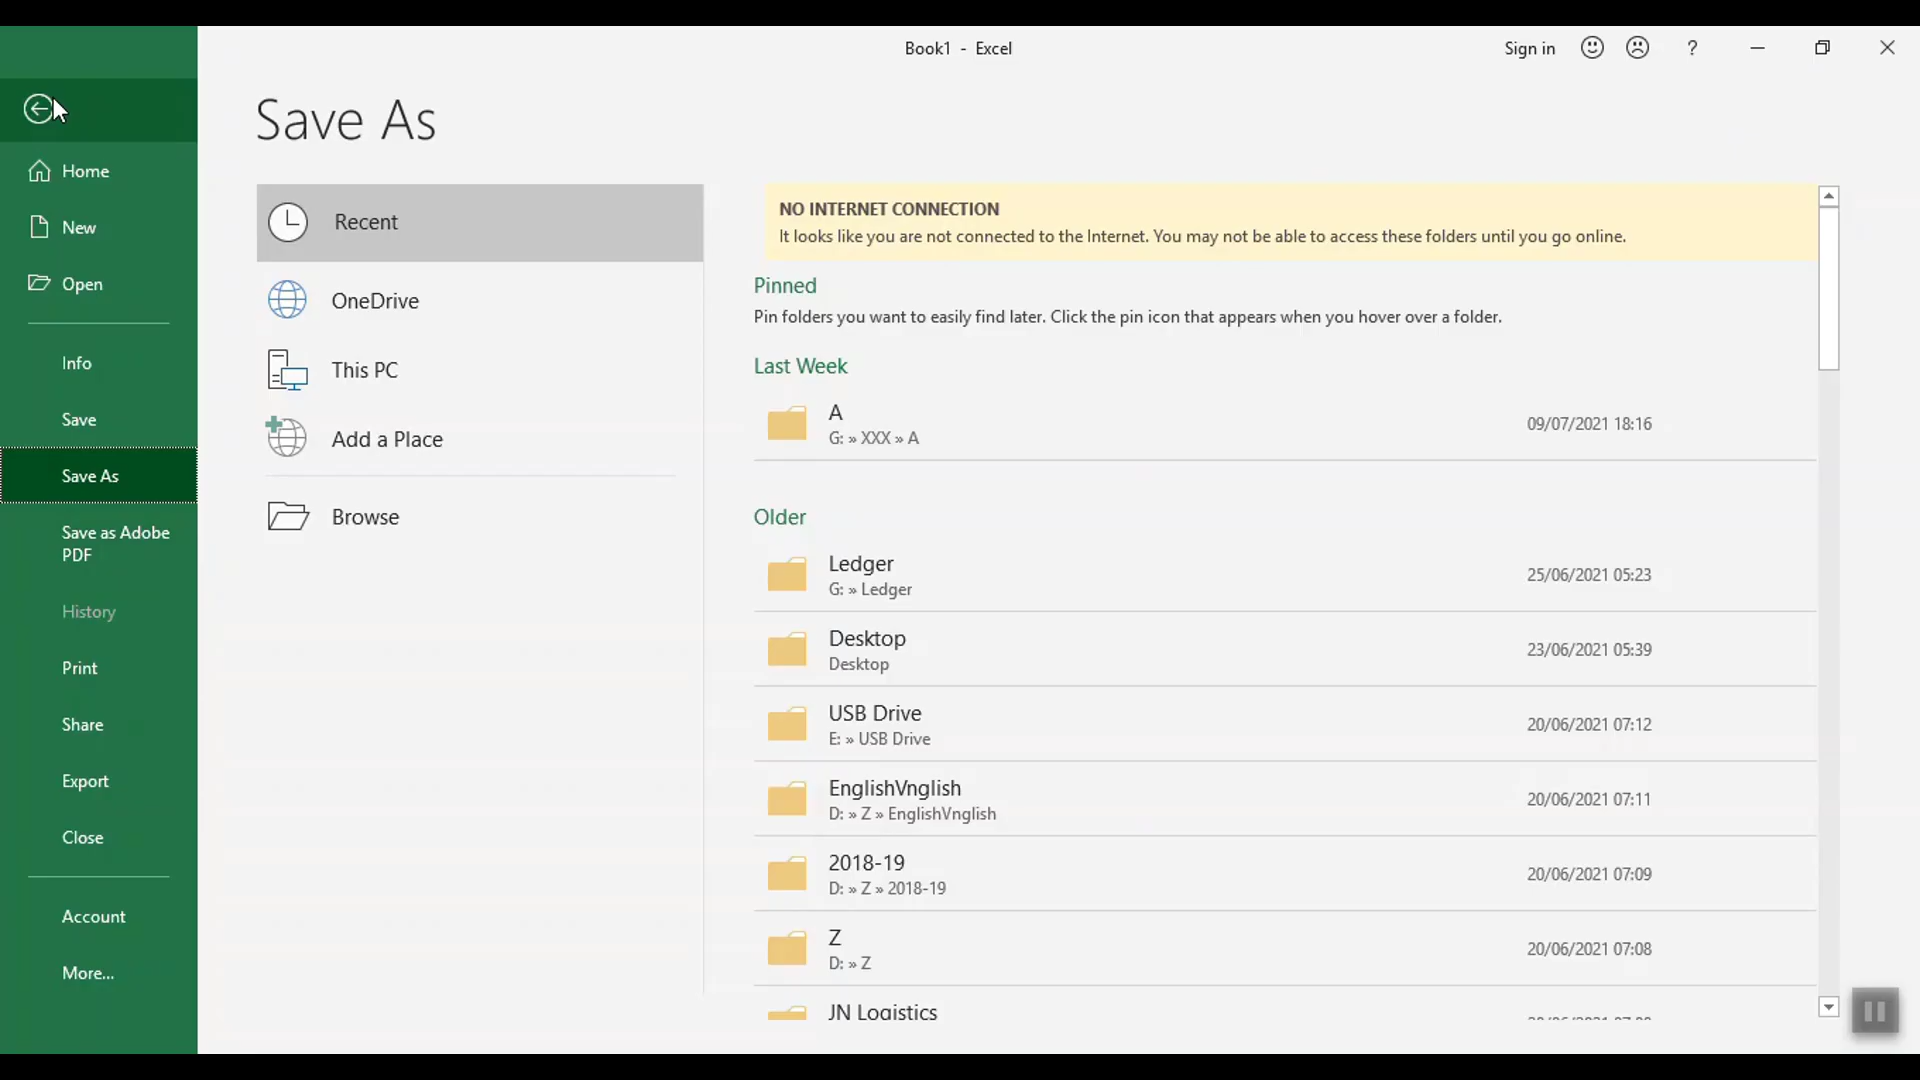 Book1 - Excel
Sign in
?
Save As
Home
New
Open
Info
Save
Save As
Save as Adobe
PDF
History
Print
Share
Export
Close
Account
More...
Recent
OneDrive
This PC
Add a Place
Browse
NO INTERNET CONNECTION
It looks like you are not connected to the Internet. You may not be able to access these folders until you go online.
Pinned
Pin folders you want to easily find later. Click the pin icon that appears when you hover over a folder.
Last Week
A
G: » XXX » A
09/07/2021 18:16
Older
Ledger
G: » Ledger
25/06/2021 05:23
Desktop
Desktop
23/06/2021 05:39
USB Drive
E: » USB Drive
20/06/2021 07:12
EnglishVnglish
D: » Z » EnglishVnglish
20/06/2021 07:11
2018-19
D: » Z » 2018-19
20/06/2021 07:09
Z
D: » Z
20/06/2021 07:08
JN Logistics